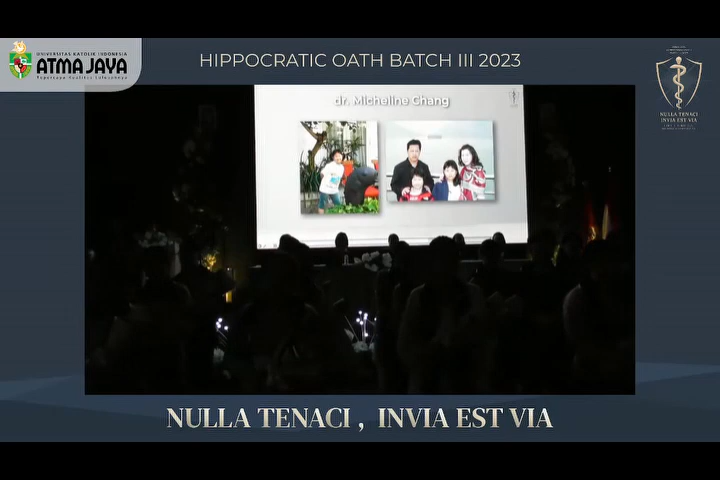 UNIVERSITAS KATOLIK INDONESIA
ATMA JAYA
HIPPOCRATIC OATH BATCH III 2023
NULLA TENACI
INVIA EST VIA
dr. Micheline Chang
NULLA TENACI , INVIA EST VIA